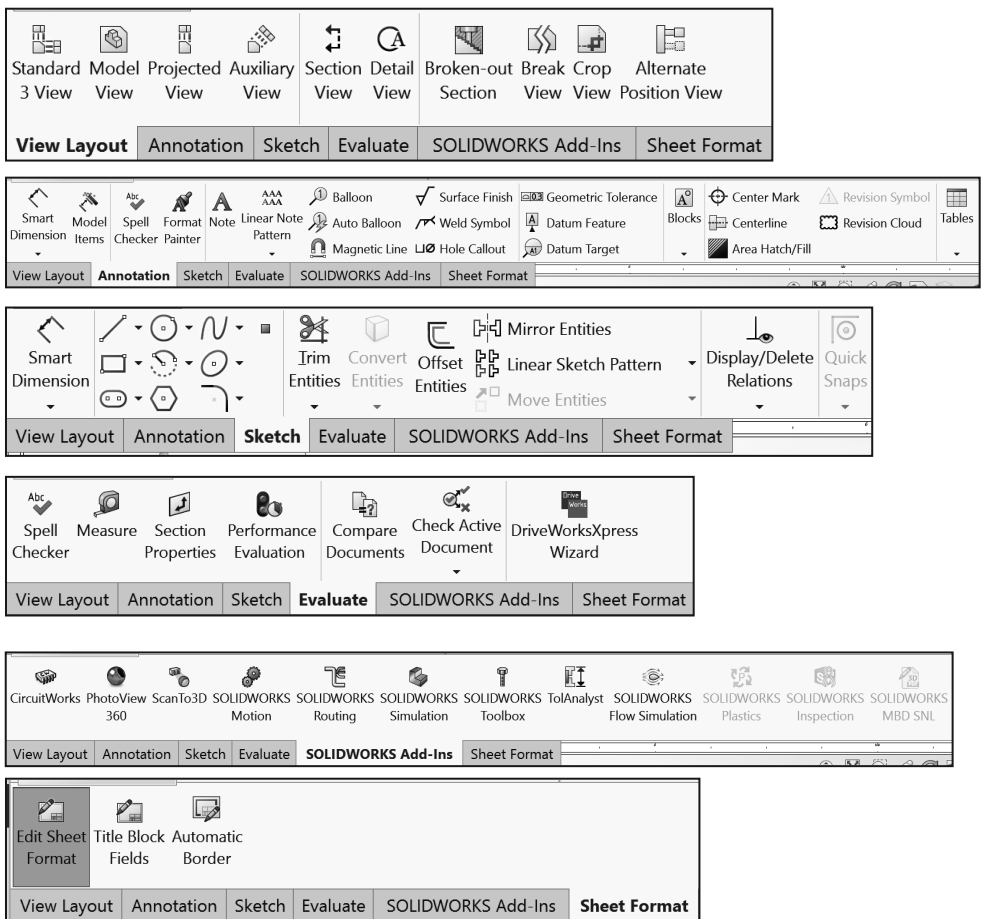 Standard Model Projected Auxiliary Section Detail Broken-out Break Crop Alternate
3 View View View View View View Section View View Position View
View Layout Annotation Sketch Evaluate SOLIDWORKS Add-Ins Sheet Format
Abc AAA Balloon Surface Finish Geometric Tolerance Center Mark Revision Symbol
AAA
Smart Model Spell Format Note Linear Note Auto Balloon Weld Symbol Datum Feature Blocks Centerline Revision Cloud Tables
Dimension Items Checker Painter Pattern
Magnetic Line Hole Callout Datum Target Area Hatch/Fill
View Layout Annotation Sketch Evaluate SOLIDWORKS Add-Ins Sheet Format
Mirror Entities
Smart Trim Convert Offset Linear Sketch Pattern Display/Delete Quick
Dimension Entities Entities Entities Move Entities Relations Snaps
View Layout Annotation Sketch Evaluate SOLIDWORKS Add-Ins Sheet Format
Abc Drive
Works
Spell Measure Section Performance Compare Check Active DriveWorksXpress
Checker Properties Evaluation Documents Document Wizard
View Layout Annotation Sketch Evaluate SOLIDWORKS Add-Ins Sheet Format
CircuitWorks PhotoView ScanTo3D SOLIDWORKS SOLIDWORKS SOLIDWORKS SOLIDWORKS TolAnalyst SOLIDWORKS SOLIDWORKS SOLIDWORKS SOLIDWORKS
360 Motion Routing Simulation Toolbox Flow Simulation Plastics Inspection MBD SNL
View Layout Annotation Sketch Evaluate SOLIDWORKS Add-Ins Sheet Format
Edit Sheet Title Block Automatic
Format Fields Border
View Layout Annotation Sketch Evaluate SOLIDWORKS Add-Ins Sheet Format